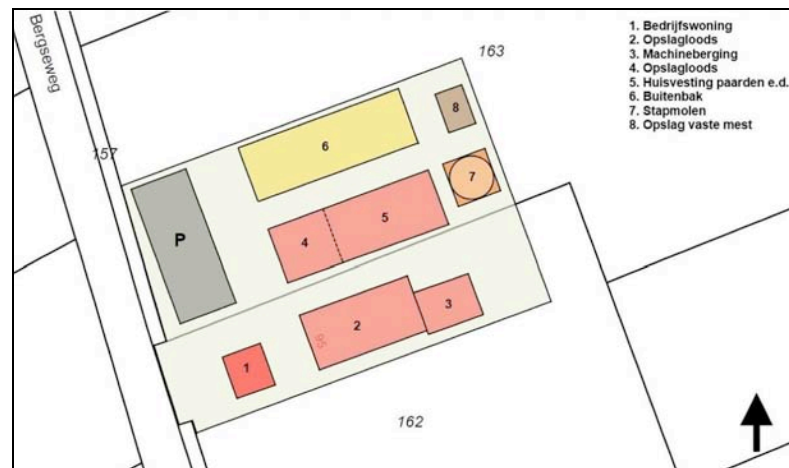 Bergseweg
163
1. Bedrijfswoning
2. Opslagloods
3. Machineberging
4. Opslagloods
5. Huisvesting paarden e.d.
6. Buitenbak
7. Stapmolen
8. Opslag vaste mest
8
6
157
7
5
P
4
3
2
95
1
162